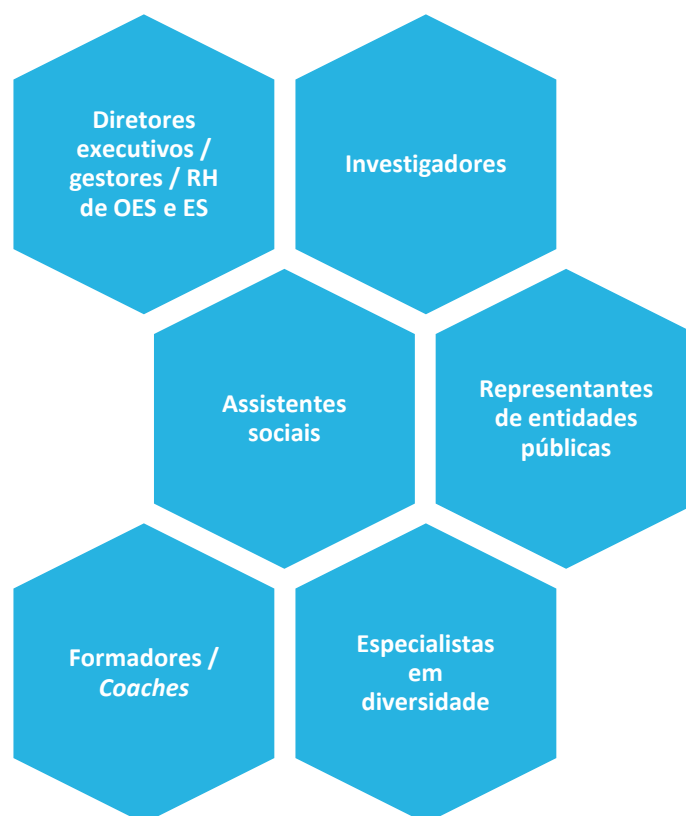 Diretores
executivos /
gestores / RH
de OES e ES
Investigadores
Assistentes
sociais
Representantes
de entidades
públicas
Formadores /
Coaches
Especialistas
em
diversidade